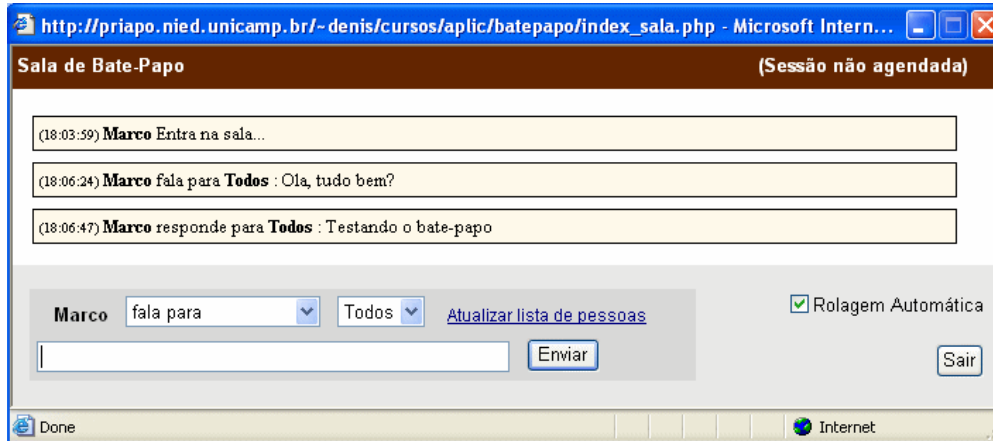 http://priapo.nied.unicamp.br/~denis/cursos/aplic/batepapo/index_sala.php - Microsoft Intern...
Sala de Bate-Papo (Sessão não agendada)
(18:03:59) Marco Entra na sala...
(18:06:24) Marco fala para Todos : Ola, tudo bem?
(18:06:47) Marco responde para Todos : Testando o bate-papo
Marco fala para Todos Atualizar lista de pessoas Rolagem Automática
Enviar Sair
Done Internet